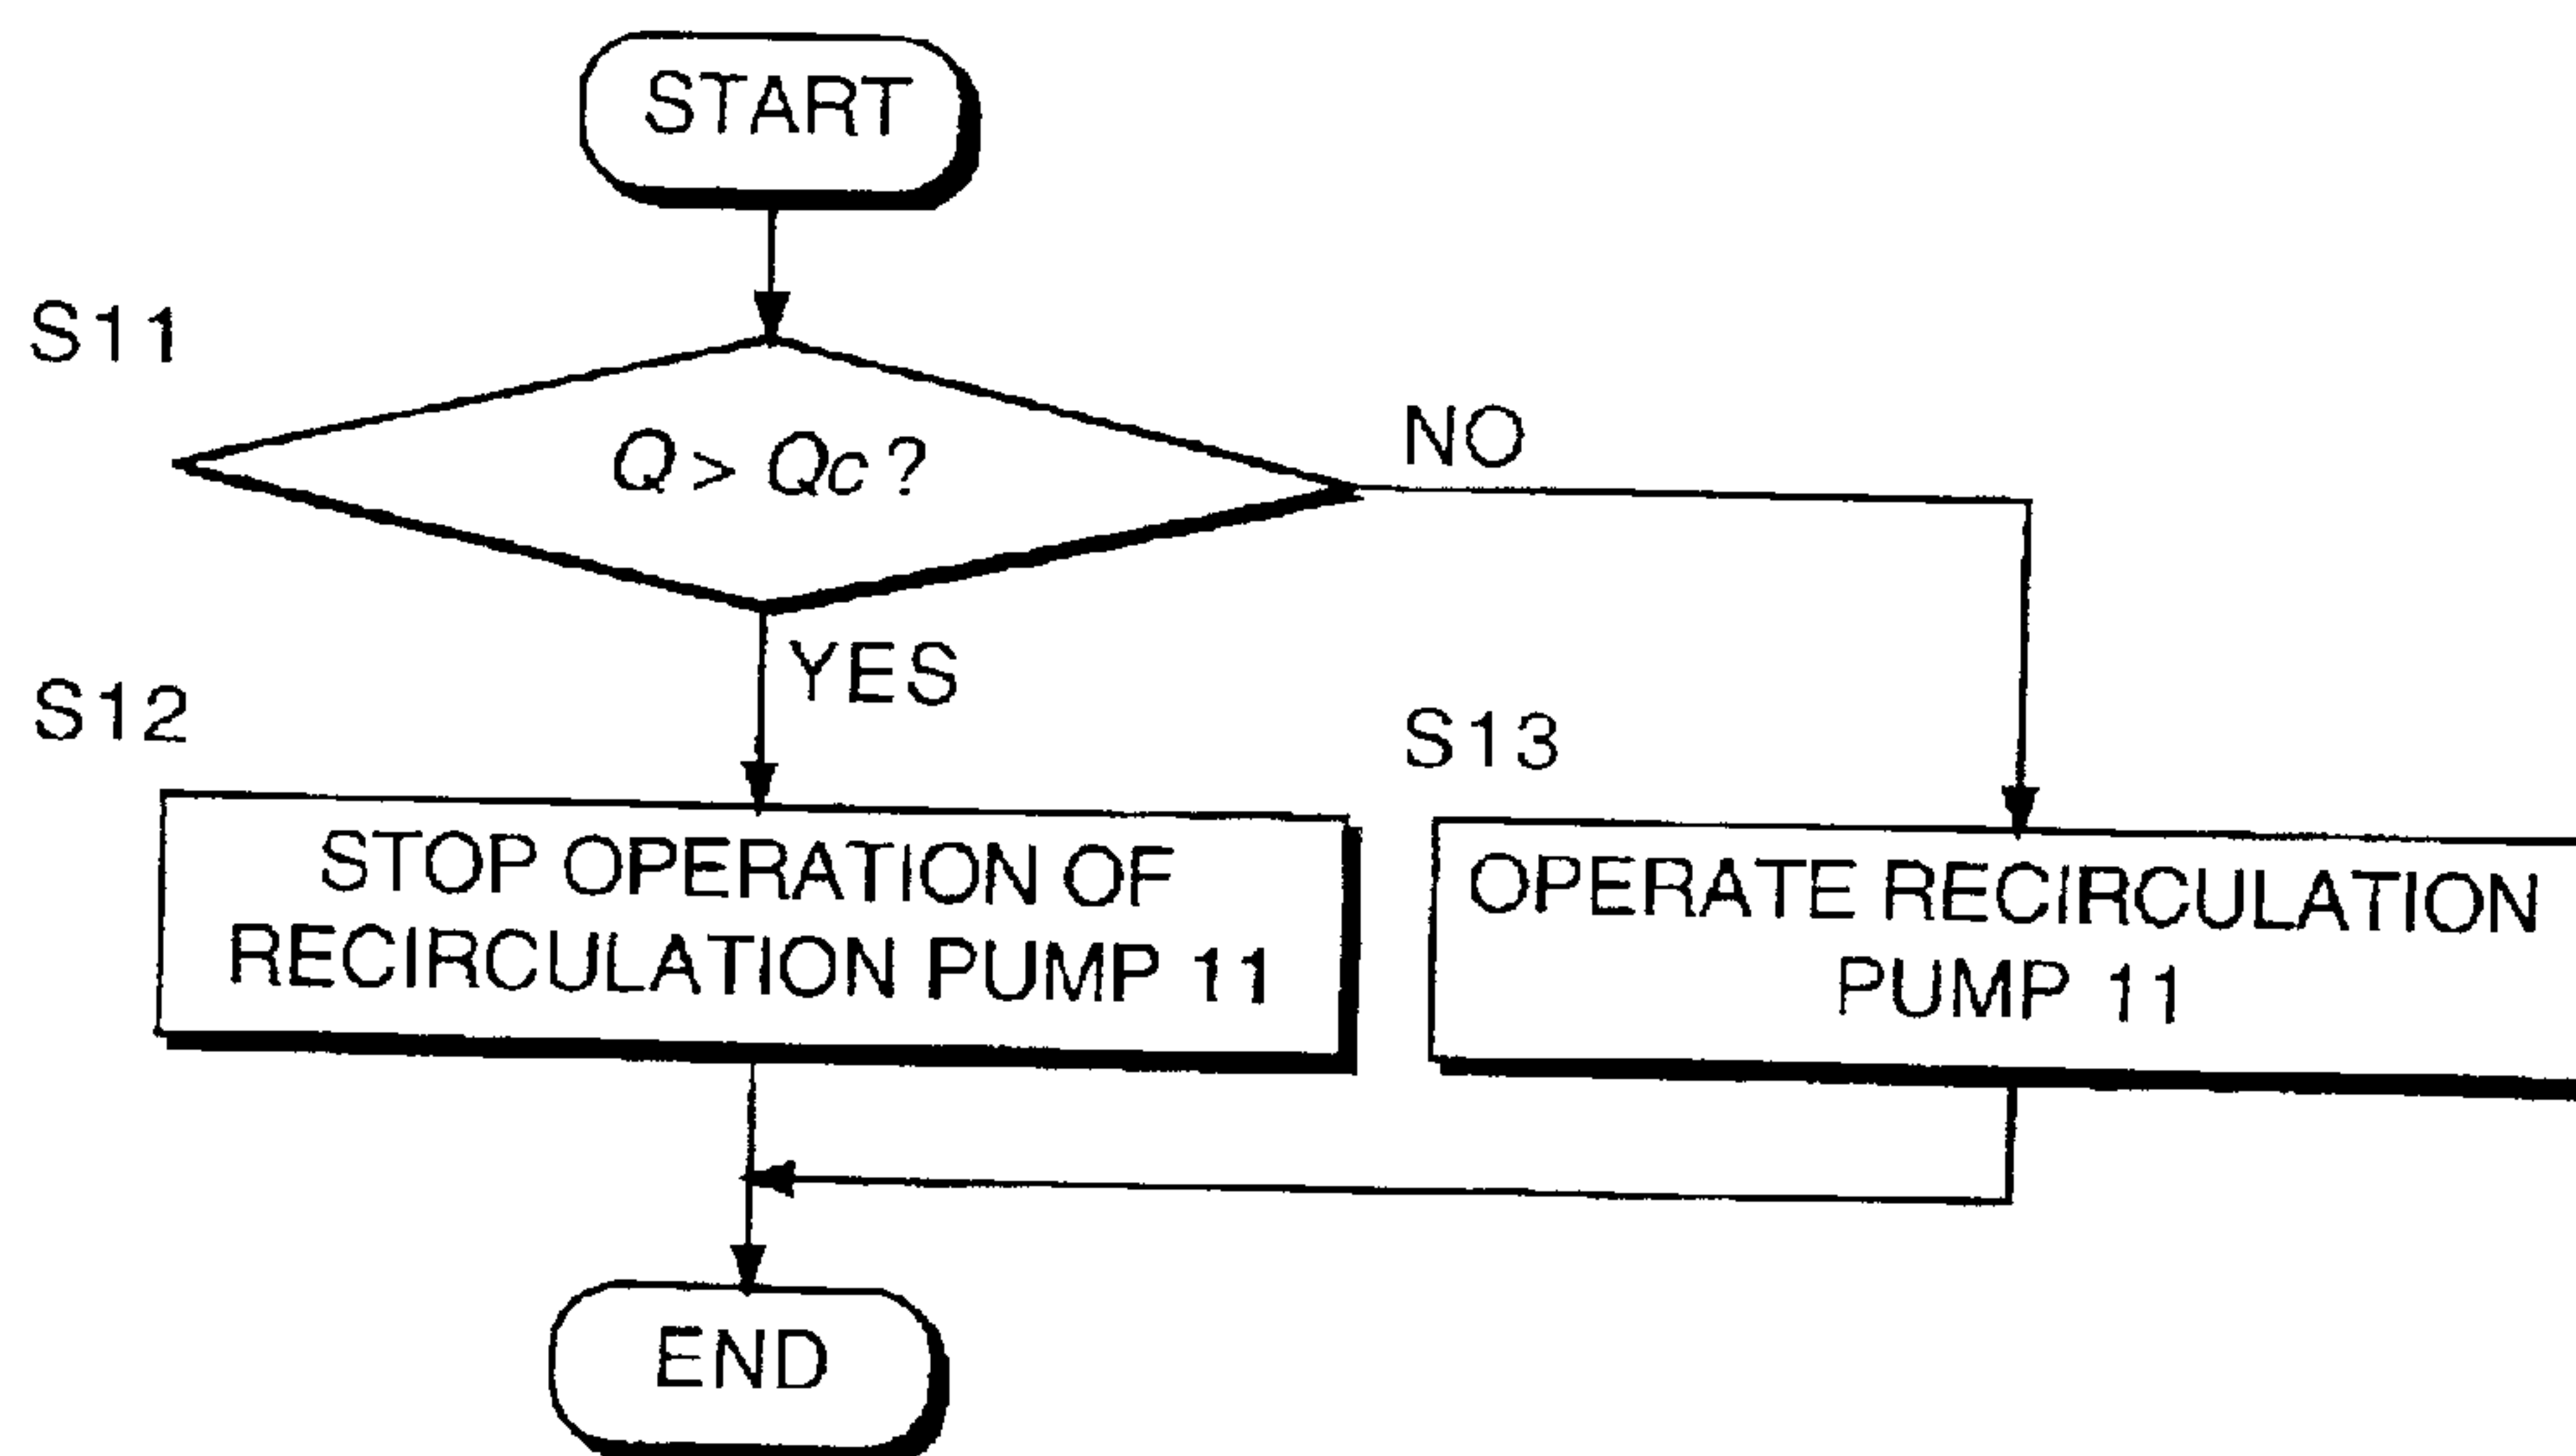 START
S11
Q > Qc ?
NO
YES
S12
STOP OPERATION OF
RECIRCULATION PUMP 11
S13
OPERATE RECIRCULATION
PUMP 11
END